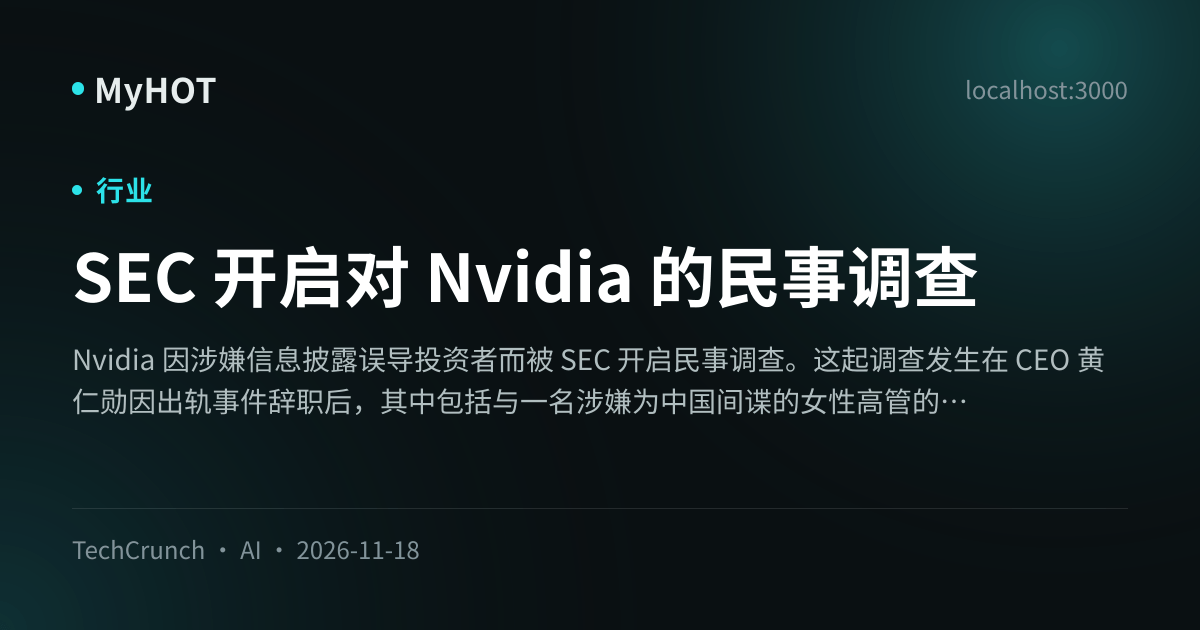 MyHOT
localhost:3000
行业
SEC 开启对 Nvidia 的民事调查
Nvidia 因涉嫌信息披露误导投资者而被 SEC 开启民事调查。这起调查发生在 CEO 黄
仁勋因出轨事件辞职后，其中包括与一名涉嫌为中国间谍的女性高管的…
TechCrunch · AI · 2026-11-18